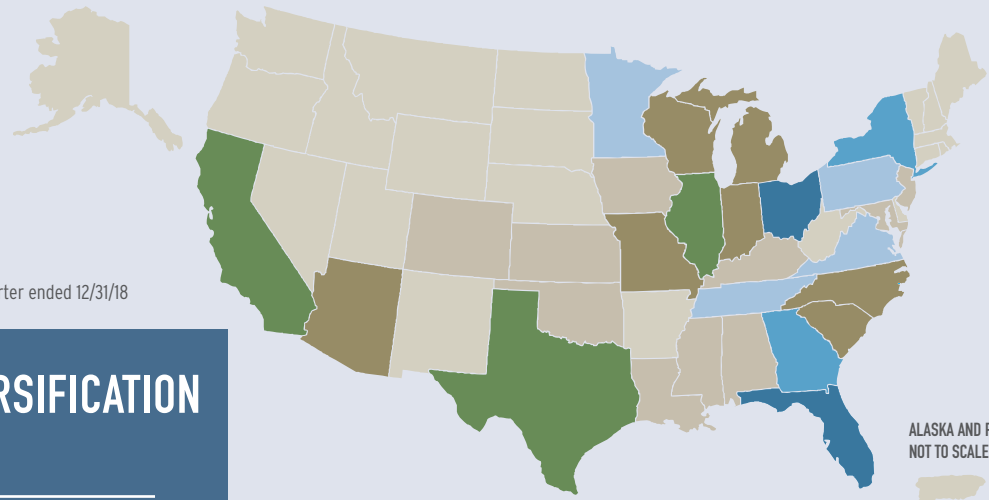 rter ended 12/31/18
RSIFICATION
ALASKA AND P
NOT TO SCALE